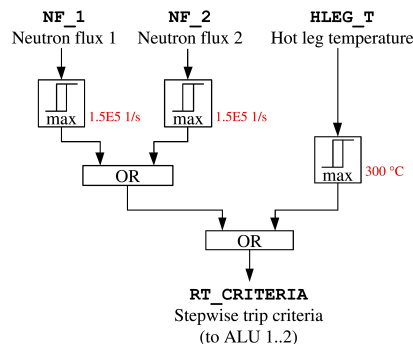 NF_1 NF_2 HLEG_T
Neutron flux 1 Neutron flux 2 Hot leg temperature
max 1.5E5 1/s max 1.5E5 1/s
OR max 300 °C
OR
RT_CRITERIA
Stepwise trip criteria
(to ALU 1..2)